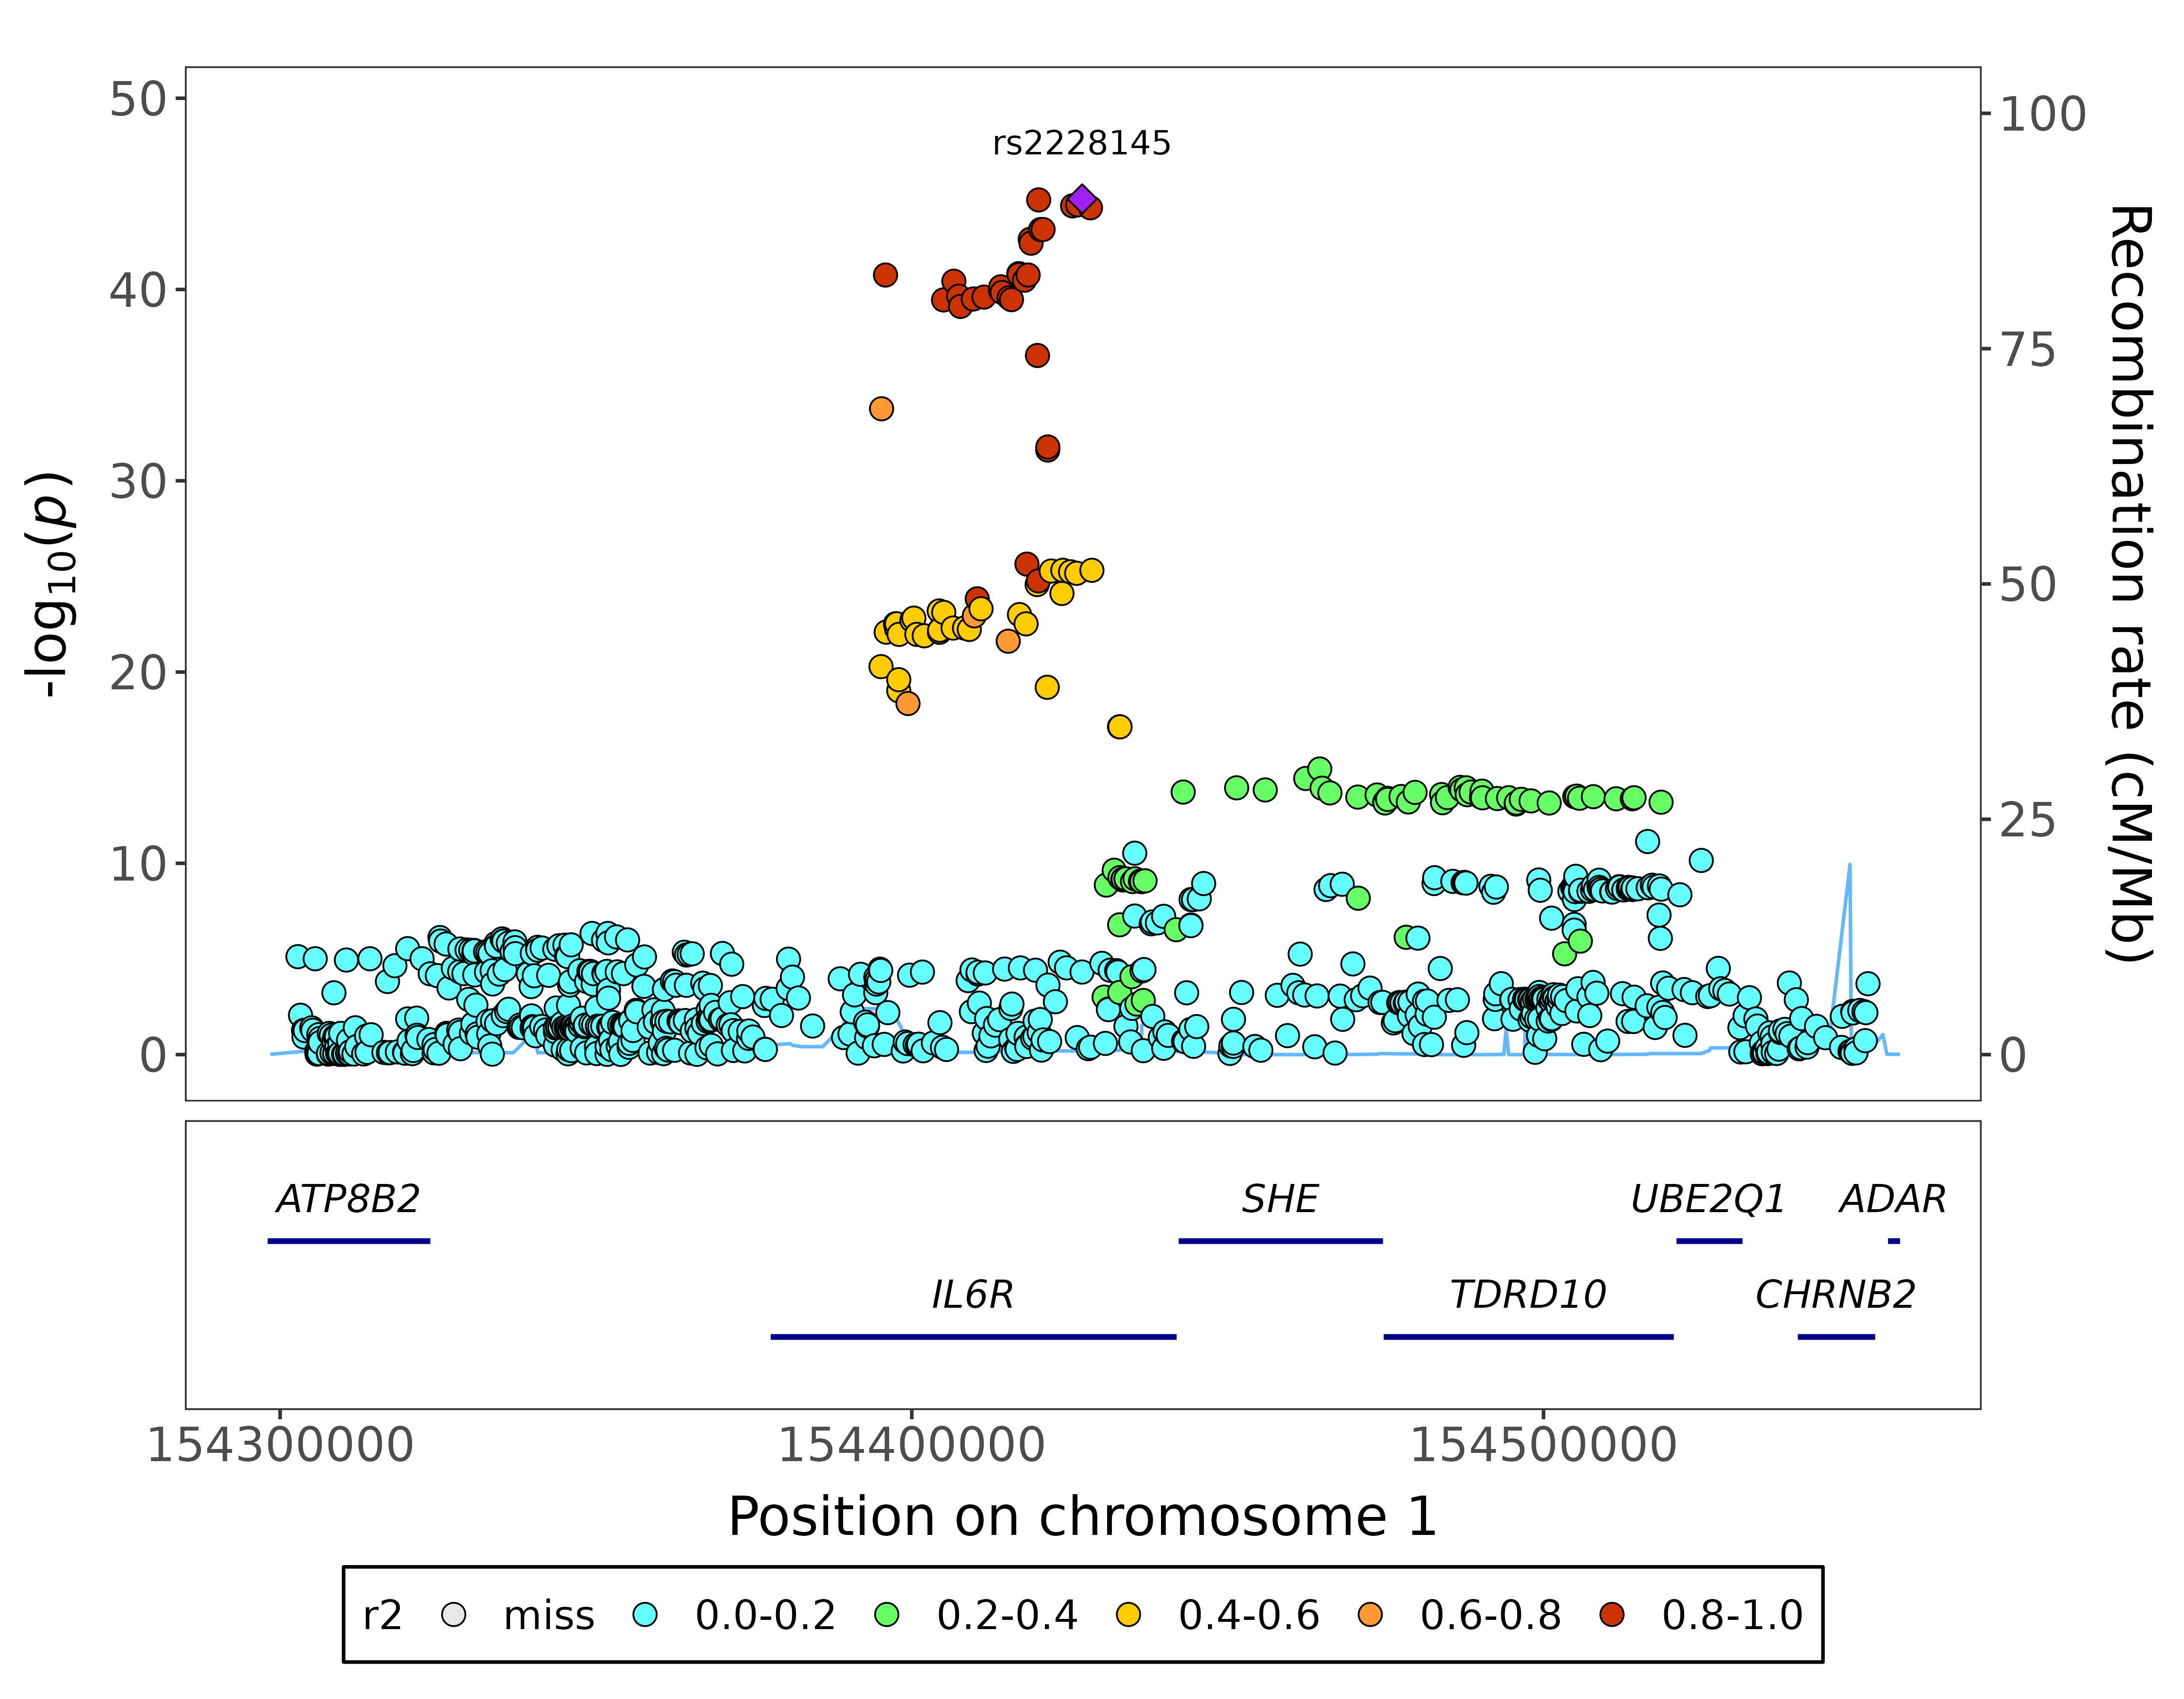 50
40
30
20
10
0
-log10(p)
rs2228145
100
75
50
25
0
Recombination rate (cM/Mb)
ATP8B2
SHE
UBE2Q1
ADAR
IL6R
TDRD10
CHRNB2
154300000
154400000
154500000
Position on chromosome 1
r2 miss 0.0-0.2 0.2-0.4 0.4-0.6 0.6-0.8 0.8-1.0